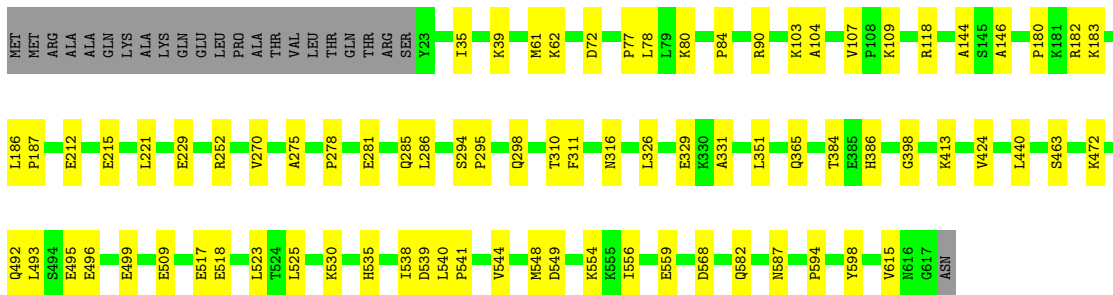 MET MET ARG ALA ALA GLN LYS ALA LYS GLN GLU LEU PRO ALA THR VAL LEU THR GLN THR ARG SER Y23 I35 K39 M61 K62 D72 P77 L78 L79 K80 P84 R90 K103 A104 V107 P108 K109 R118 A144 S145 A146 P180 K181 R182 K183
L186 P187 E212 E215 L221 E229 R252 V270 A275 P278 E281 Q285 L286 S294 P295 Q298 T310 F311 N316 L326 E329 K330 A331 L351 Q365 T384 E385 H386 G398 K413 V424 L440 S463 K472
Q492 L493 S494 E495 E496 E499 E509 E517 E518 L523 T524 L525 K530 H535 I538 D539 L540 P541 V544 M548 D549 K554 K555 I556 E559 D568 Q582 N587 P594 Y598 V615 N616 G617 ASN